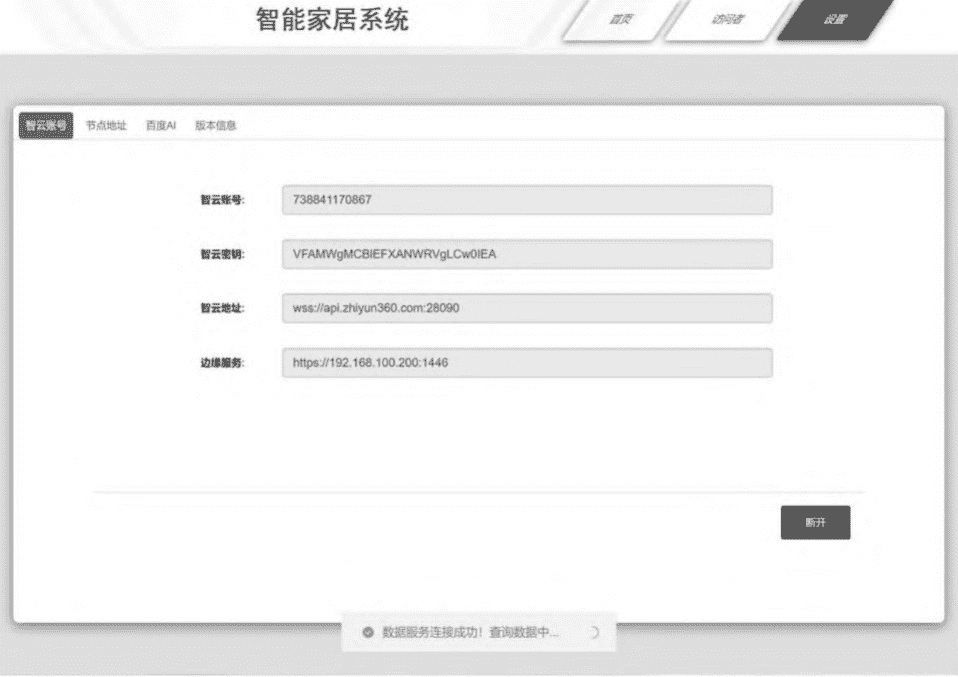 智能家居系统
首页 访问者 设置
智云账号 节点地址 百度AI 版本信息
智云账号: 738841170867
智云密钥: VFAMWgMCBlEFXANWRVgLCw0IEA
智云地址: wss://api.zhiyun360.com:28090
边缘服务: https://192.168.100.200:1446
断开
数据服务连接成功！查询数据中...